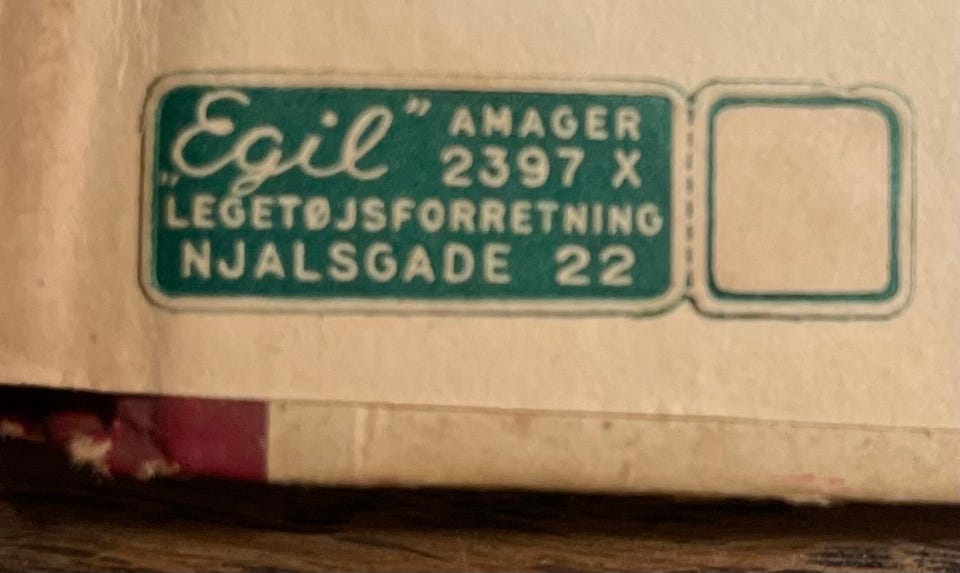 „Egil” AMAGER
2397 X
LEGETØJSFORRETNING
NJALSGADE 22